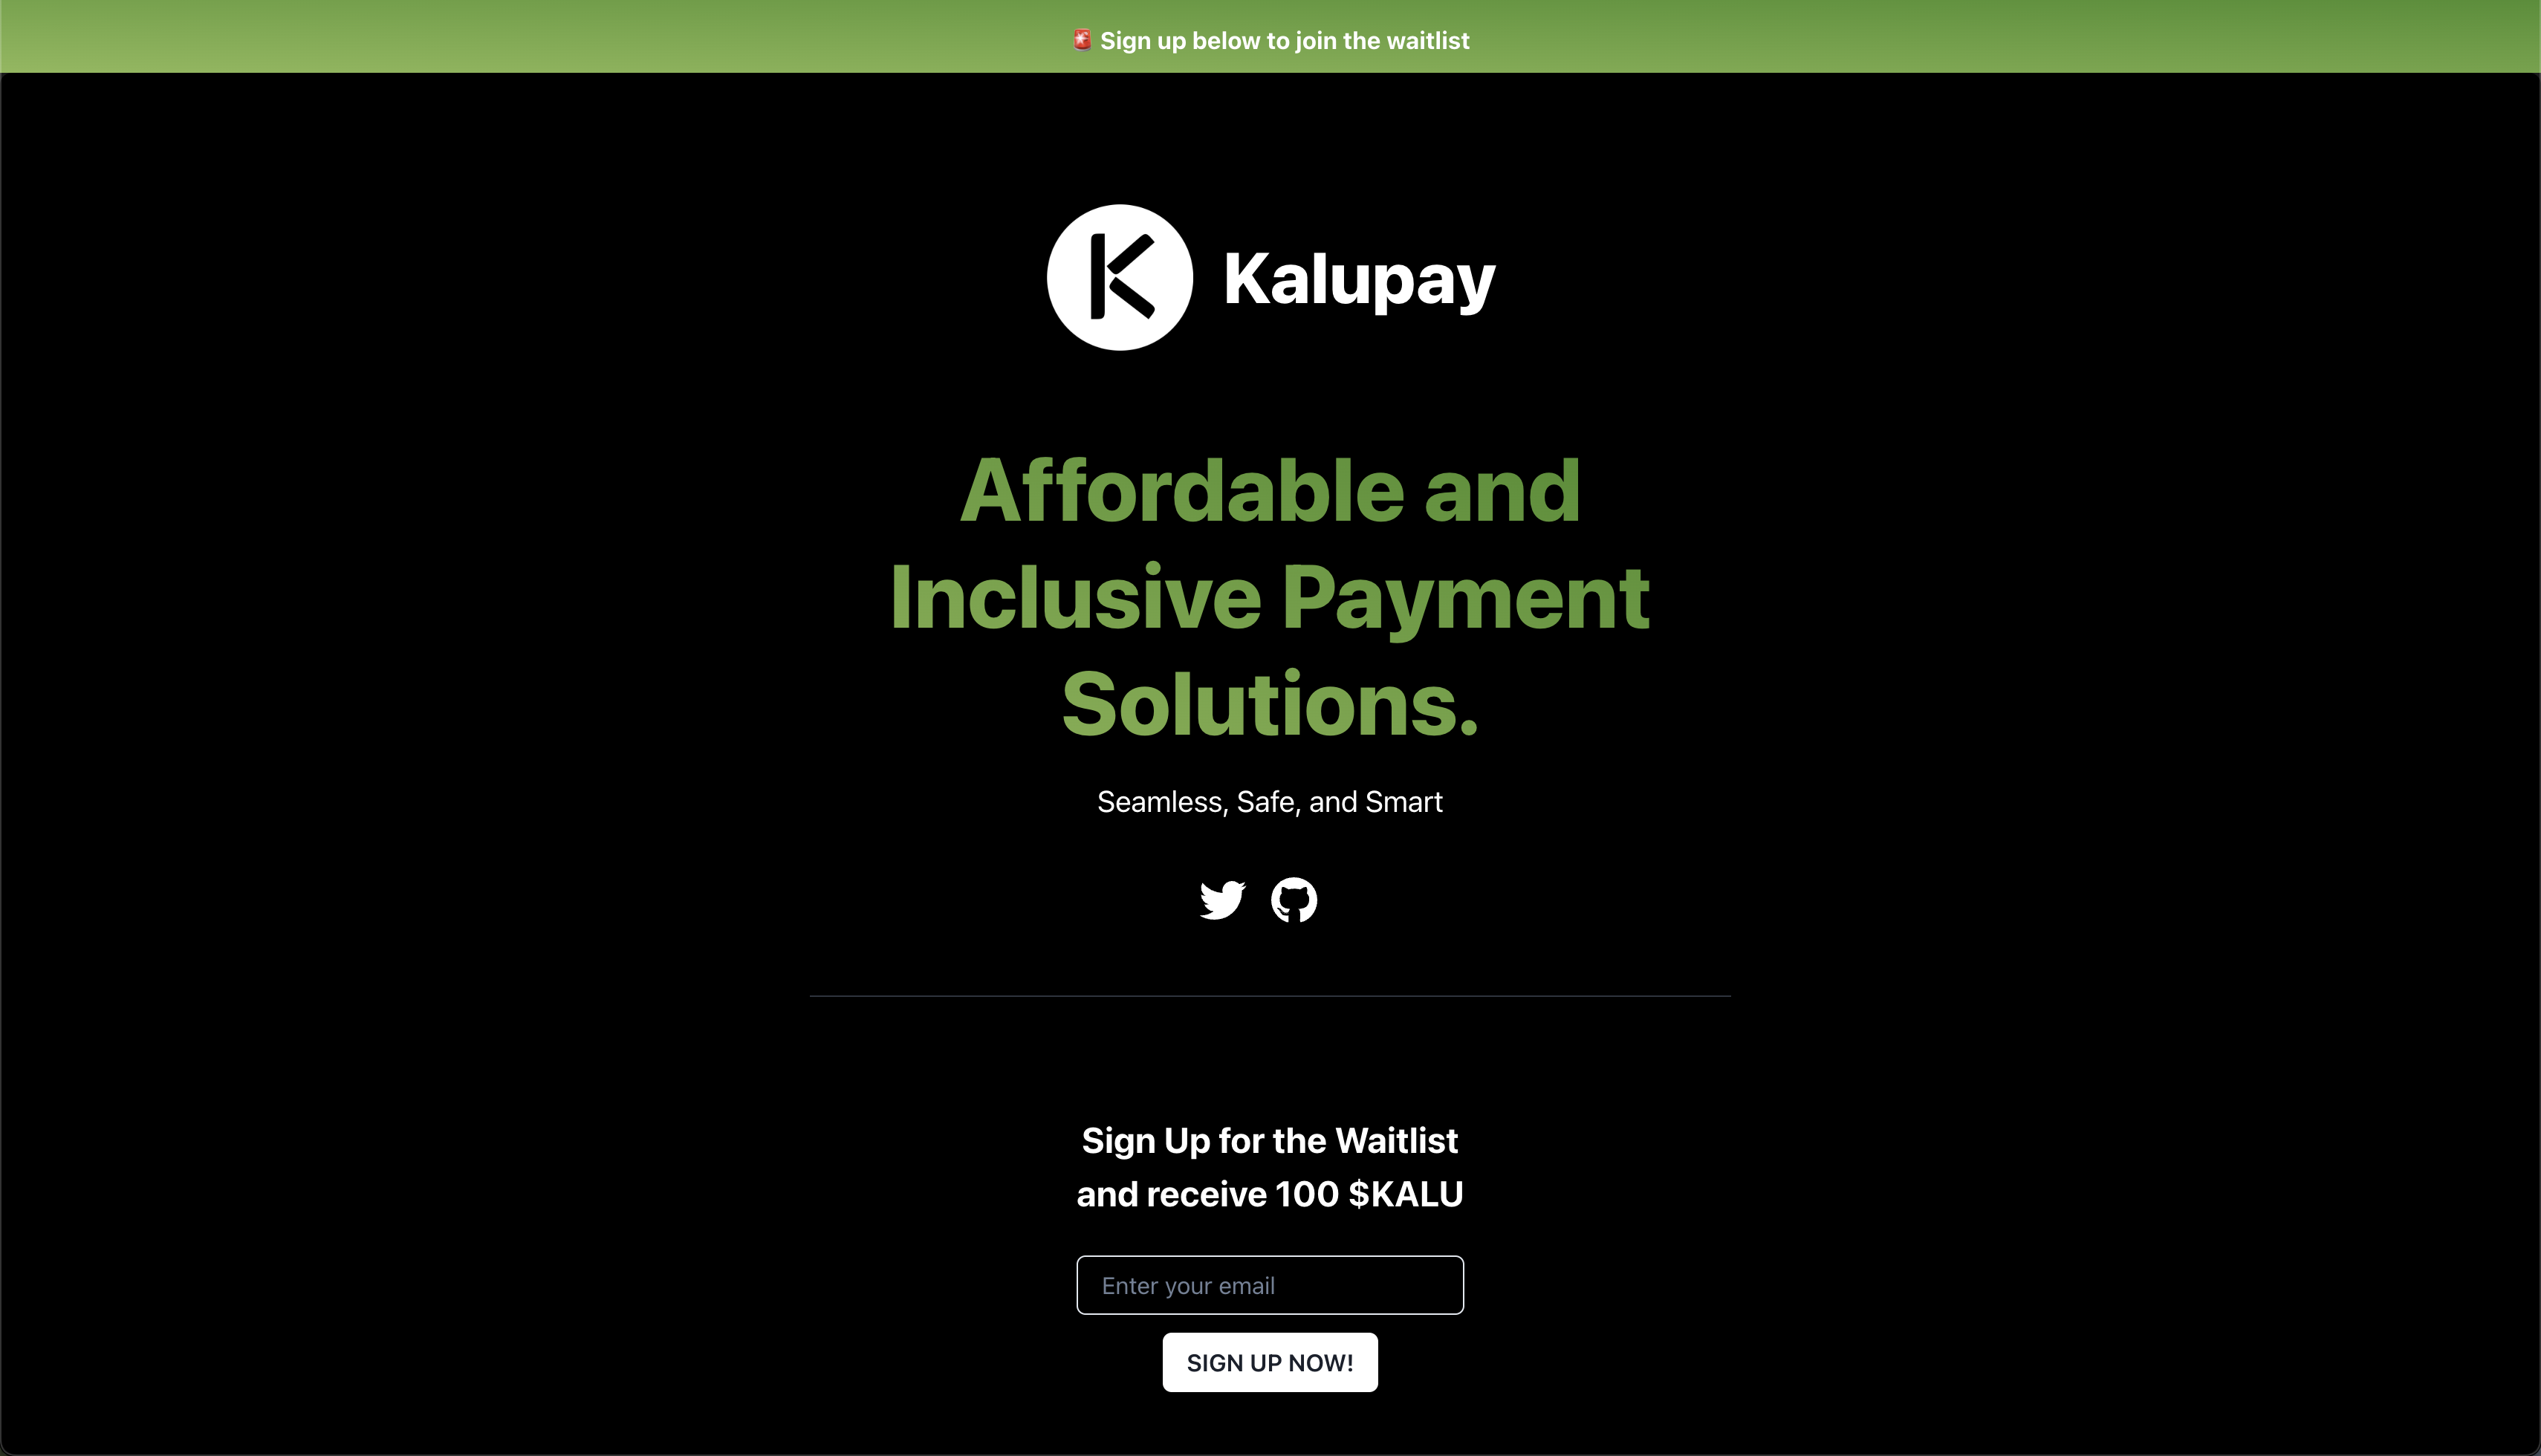 🚨 Sign up below to join the waitlist
K Kalupay
Affordable and
Inclusive Payment
Solutions.
Seamless, Safe, and Smart
Sign Up for the Waitlist
and receive 100 $KALU
Enter your email
SIGN UP NOW!